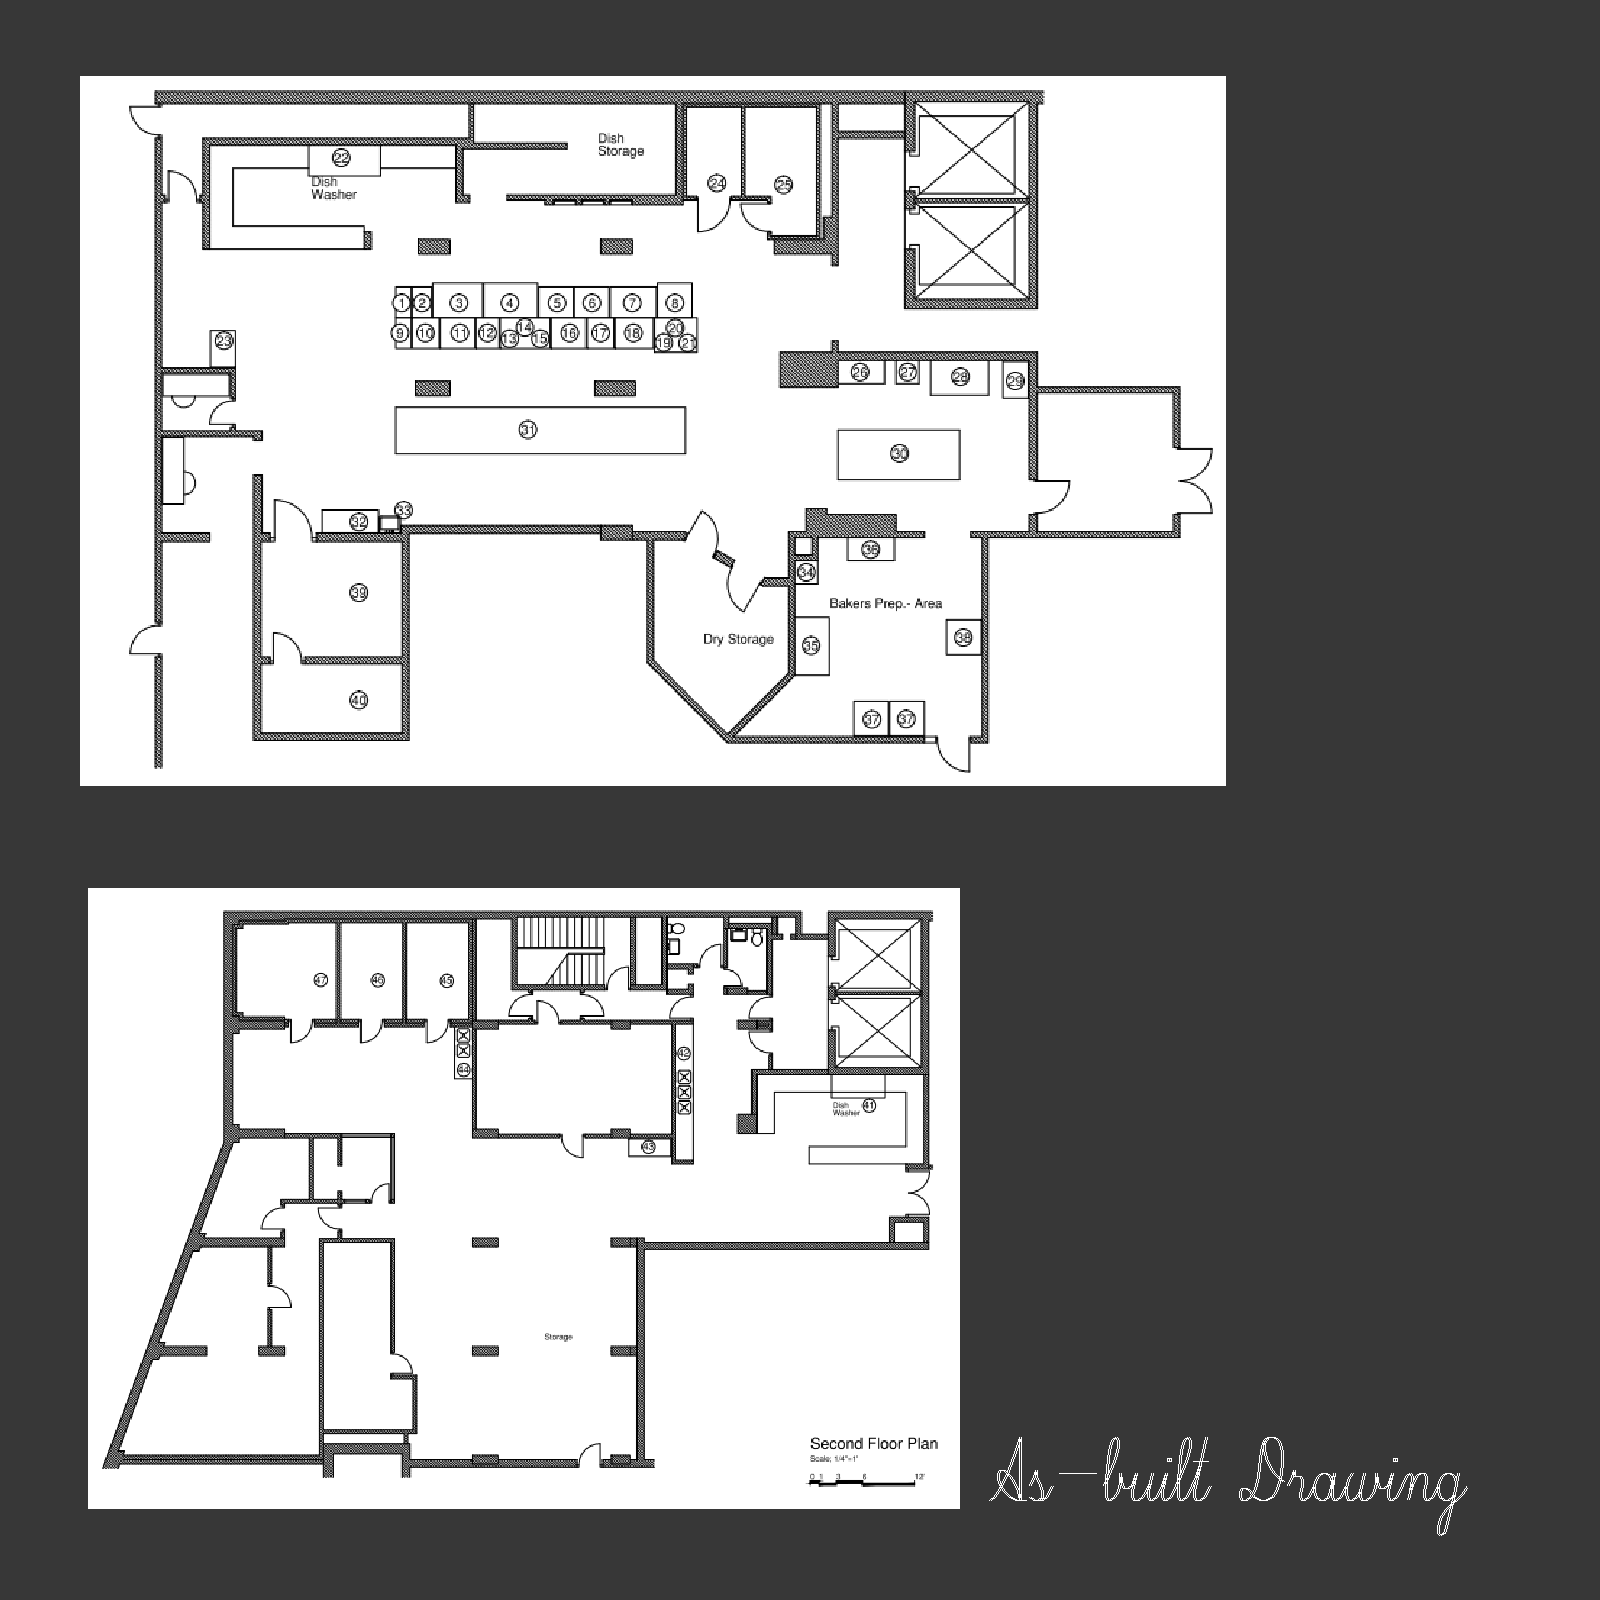 Dish
Storage
22
Dish
Washer
24
25
1 2 3 4 5 6 7 8
9 10 11 12 13 14 15 16 17 18 19 20 21
23
26 27 28 29
31
30
32
33
36
34
39
Bakers Prep.- Area
Dry Storage
35
38
40
37 37
47
46
45
42
44
Dish
Washer
41
43
Storage
Second Floor Plan
Scale; 1/4"=1'
0 1 3 6 12'
As-built Drawing